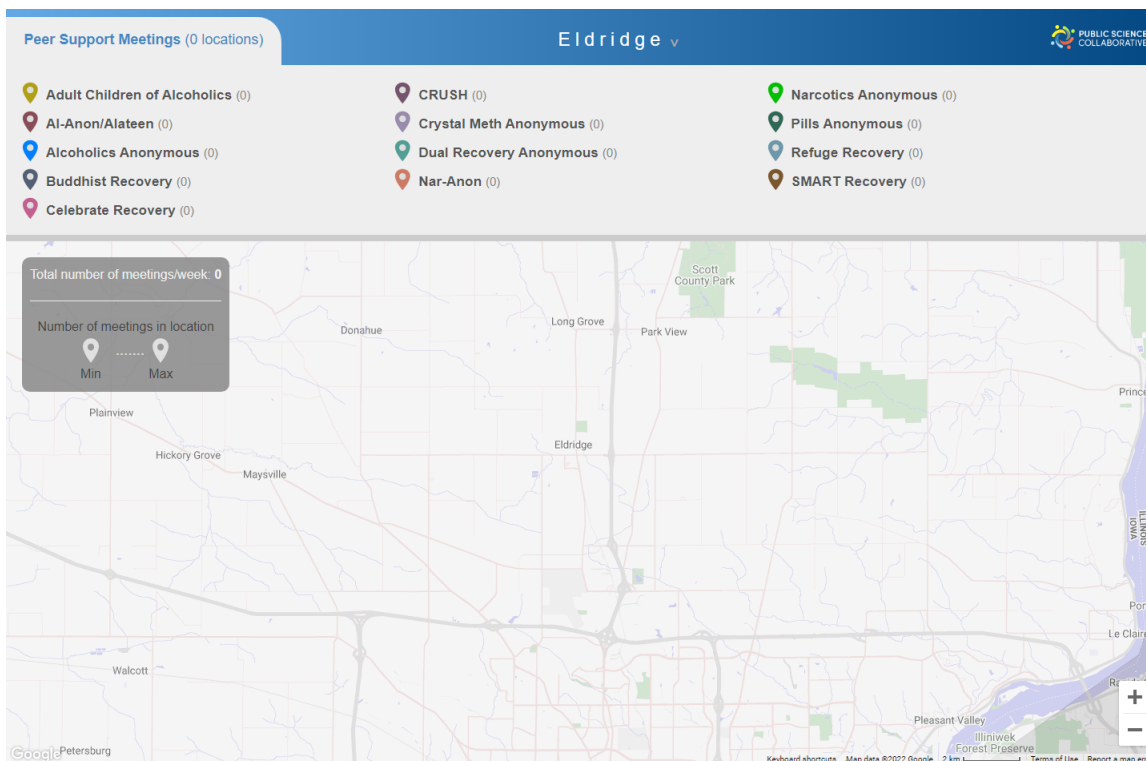 Peer Support Meetings (0 locations)
Eldridge v
PUBLIC SCIENCE
COLLABORATIVE
Adult Children of Alcoholics (0)
Al-Anon/Alateen (0)
Alcoholics Anonymous (0)
Buddhist Recovery (0)
Celebrate Recovery (0)
CRUSH (0)
Crystal Meth Anonymous (0)
Dual Recovery Anonymous (0)
Nar-Anon (0)
Narcotics Anonymous (0)
Pills Anonymous (0)
Refuge Recovery (0)
SMART Recovery (0)
Total number of meetings/week: 0
Number of meetings in location
Min ....... Max
Scott
County Park
Donahue
Long Grove
Park View
Plainview
Princ
Eldridge
Hickory Grove
Maysville
ILLINOIS
IOWA
Por
Le Claire
Walcott
Pleasant Valley
Illiniwek
Forest Preserve
Petersburg
Google
+
−
Keyboard shortcuts Map data ©2022 Google 2 km Terms of Use Report a map er